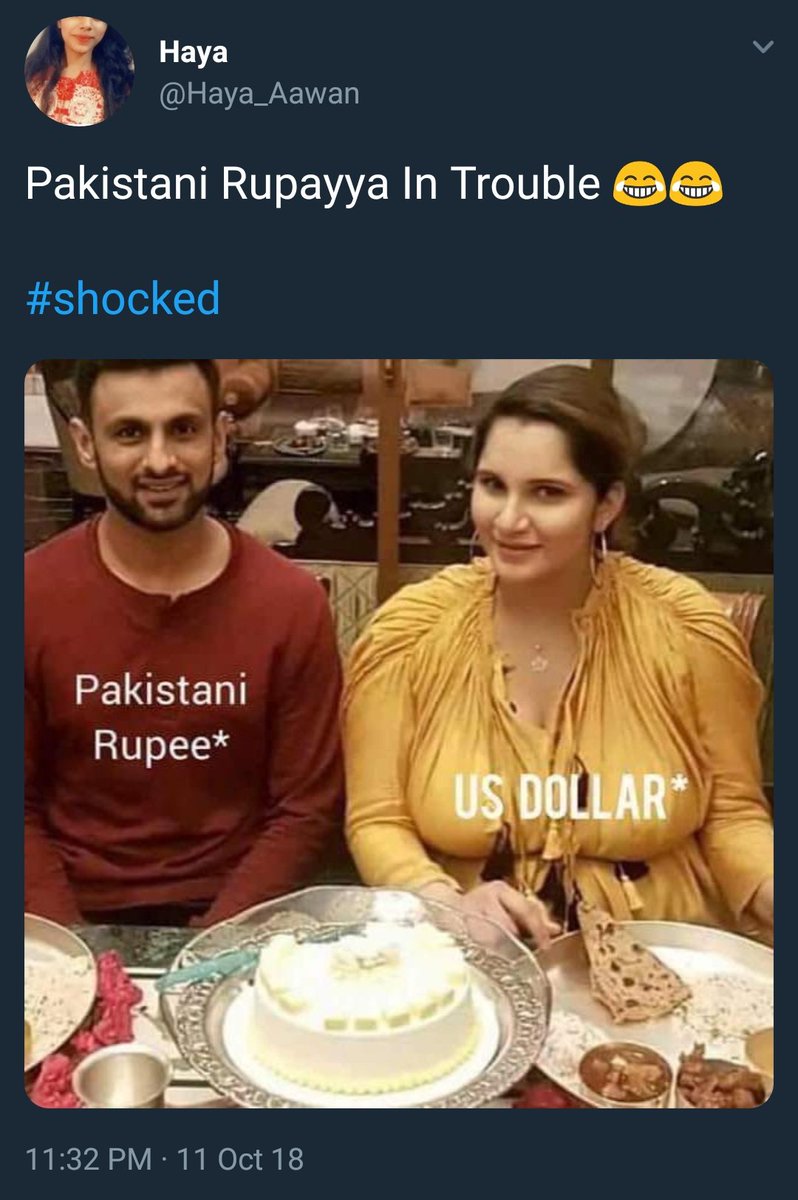 Haya
@Haya_Aawan
Pakistani Rupayya In Trouble 😂😂
#shocked
Pakistani
Rupee*
US DOLLAR*
11:32 PM · 11 Oct 18